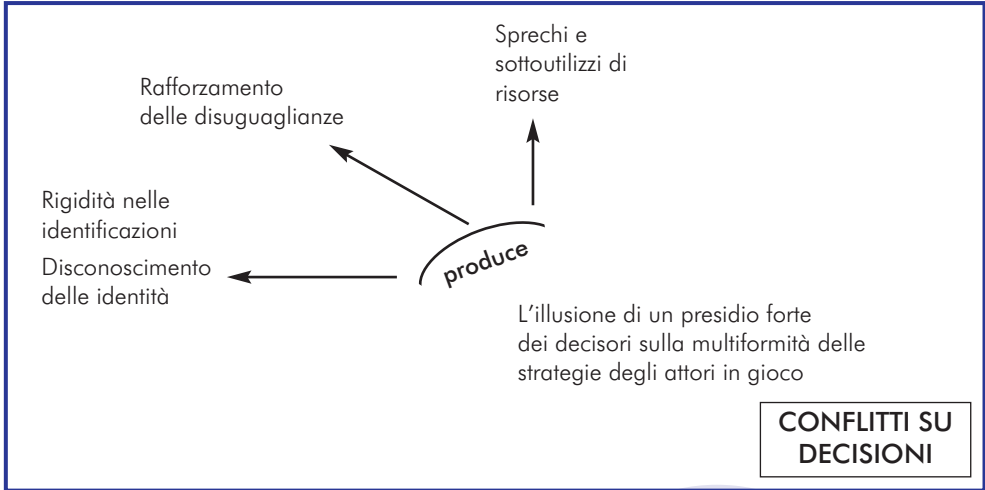 Sprechi e
sottoutilizzi di
risorse
Rafforzamento
delle disuguaglianze
Rigidità nelle
identificazioni
Disconoscimento
delle identità
produce
L’illusione di un presidio forte
dei decisori sulla multiformità delle
strategie degli attori in gioco
CONFLITTI SU
DECISIONI